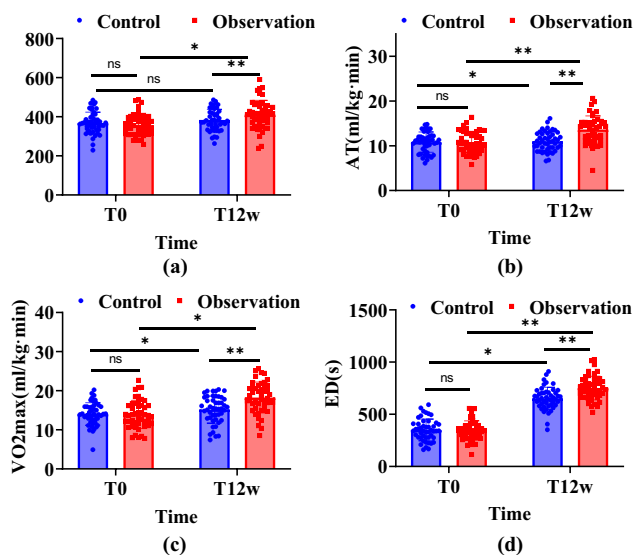 Control Observation
800
600
400
200
0
ns
ns
*
**
T0 T12w
Time
(a)
Control Observation
AT(ml/kg·min)
30
20
10
0
ns
*
**
**
T0 T12w
Time
(b)
Control Observation
VO2max(ml/kg·min)
40
30
20
10
0
ns
*
*
**
T0 T12w
Time
(c)
Control Observation
ED(s)
1500
1000
500
0
ns
*
**
**
T0 T12w
Time
(d)